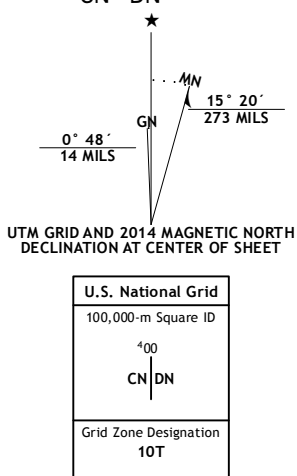 CN DN
MN
15° 20´
273 MILS
GN
0° 48´
14 MILS
UTM GRID AND 2014 MAGNETIC NORTH
DECLINATION AT CENTER OF SHEET
U.S. National Grid
100,000-m Square ID
400
CN DN
Grid Zone Designation
10T